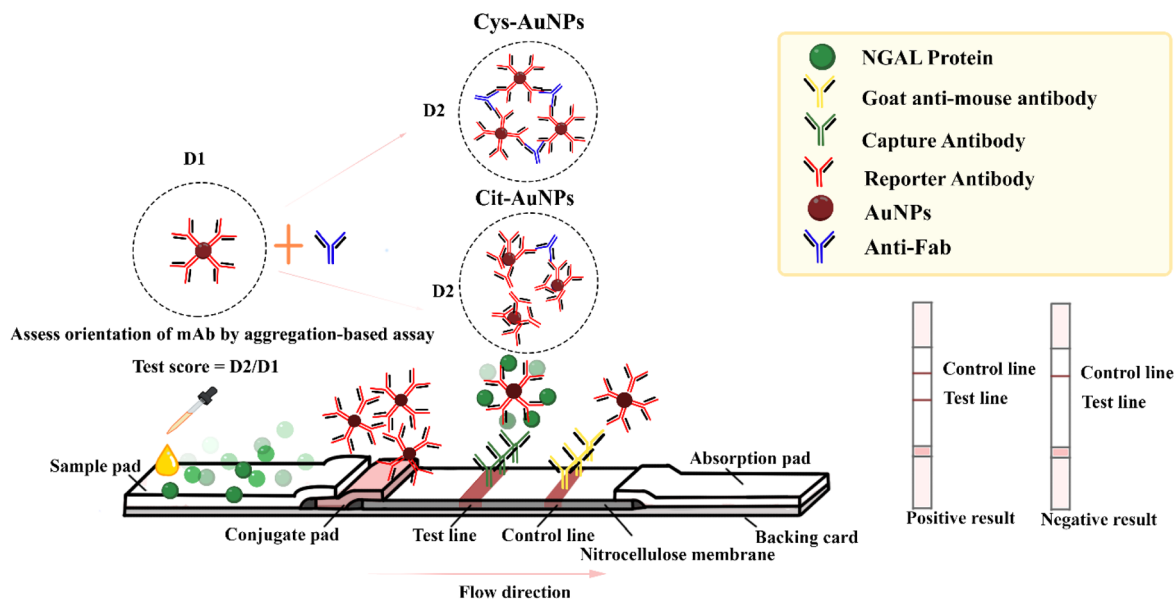 Cys-AuNPs
D2
D1
Cit-AuNPs
D2
Assess orientation of mAb by aggregation-based assay
Test score = D2/D1
Sample pad
Conjugate pad
Test line
Control line
Nitrocellulose membrane
Backing card
Absorption pad
Flow direction
NGAL Protein
Goat anti-mouse antibody
Capture Antibody
Reporter Antibody
AuNPs
Anti-Fab
Control line
Test line
Positive result
Control line
Test line
Negative result